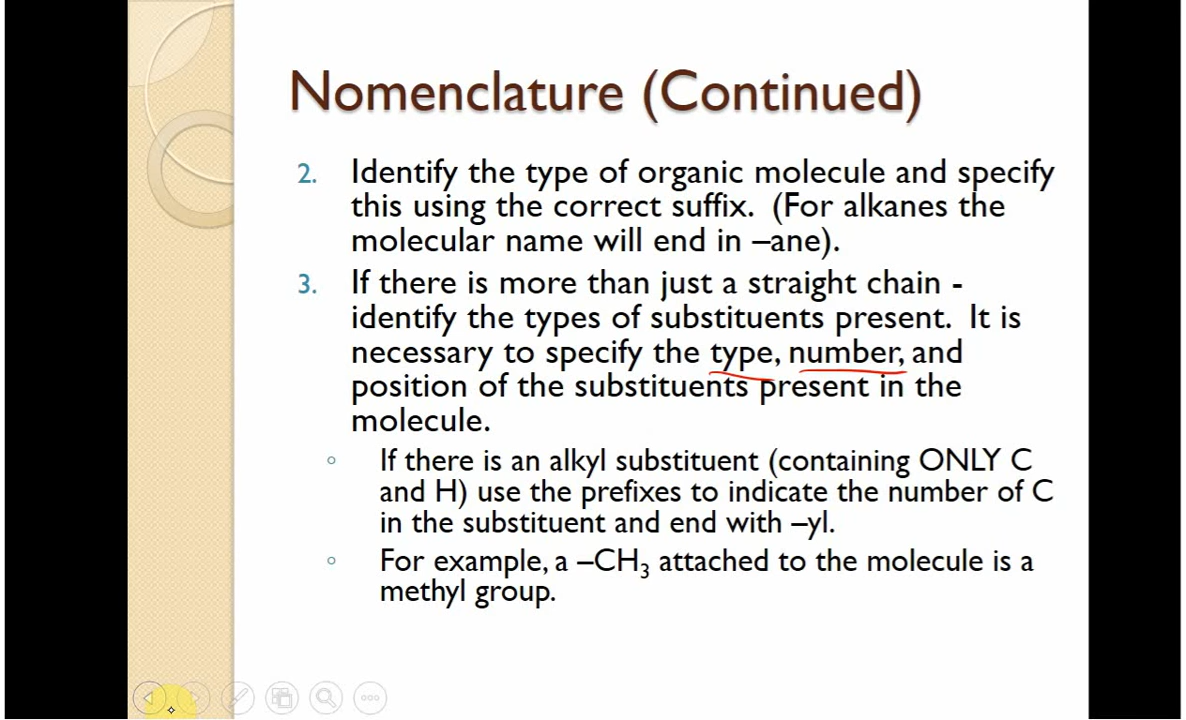 Nomenclature (Continued)
2. Identify the type of organic molecule and specify
this using the correct suffix. (For alkanes the
molecular name will end in –ane).
3. If there is more than just a straight chain -
identify the types of substituents present. It is
necessary to specify the type, number, and
position of the substituents present in the
molecule.
◦ If there is an alkyl substituent (containing ONLY C
and H) use the prefixes to indicate the number of C
in the substituent and end with –yl.
◦ For example, a –CH₃ attached to the molecule is a
methyl group.